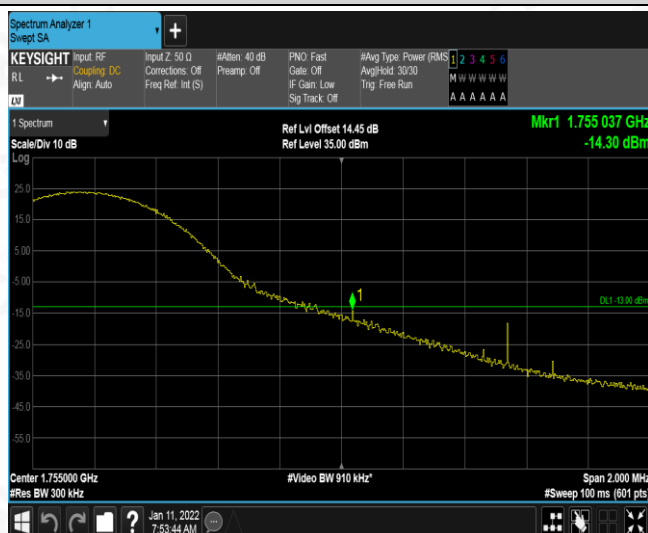 Spectrum Analyzer 1
Swept SA
+
KEYSIGHT
RL
Input: RF
Coupling: DC
Align: Auto
Input Z: 50 Ω
Corrections: Off
Freq Ref: Int (S)
#Atten: 40 dB
Preamp: Off
PNO: Fast
Gate: Off
IF Gain: Low
Sig Track: Off
#Avg Type: Power (RMS
Avg|Hold: 30/30
Trig: Free Run
1 2 3 4 5 6
M W W W W W
A A A A A A
LXI
1 Spectrum
Scale/Div 10 dB
Ref Lvl Offset 14.45 dB
Ref Level 35.00 dBm
Mkr1 1.755 037 GHz
-14.30 dBm
Log
25.0
15.0
5.00
-5.00
-15.0
-25.0
-35.0
-45.0
-55.0
1
DL1 -13.00 dBm
Center 1.755000 GHz
#Res BW 300 kHz
#Video BW 910 kHz*
Span 2.000 MHz
#Sweep 100 ms (601 pts)
?
Jan 11, 2022
7:53:44 AM